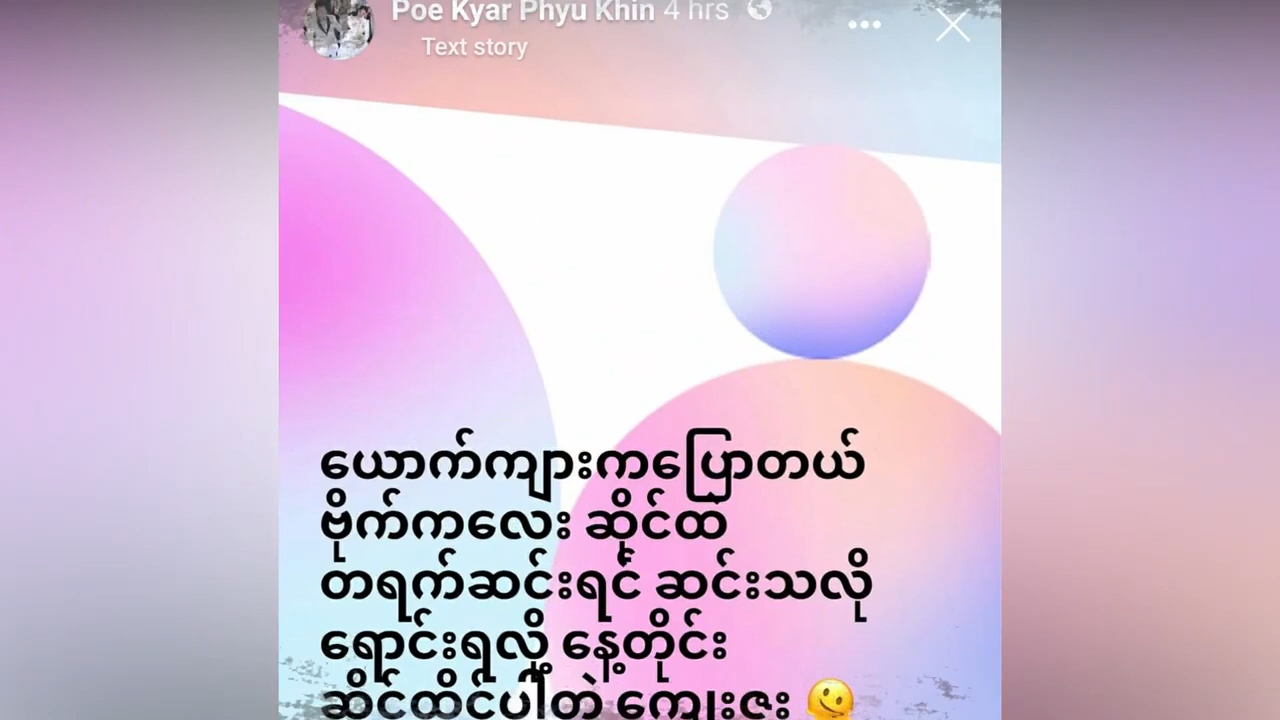 Poe Kyar Phyu Khin 4 hrs
Text story
ယောက်ကျားကပြောတယ်
ဗိုက်ကလေး ဆိုင်ထဲ
တရက်ဆင်းရင် ဆင်းသလို
ရောင်းရလို့ နေ့တိုင်း
ဆိုင်ထိုင်ပါတဲ့ ကျေးဇူး 🫠